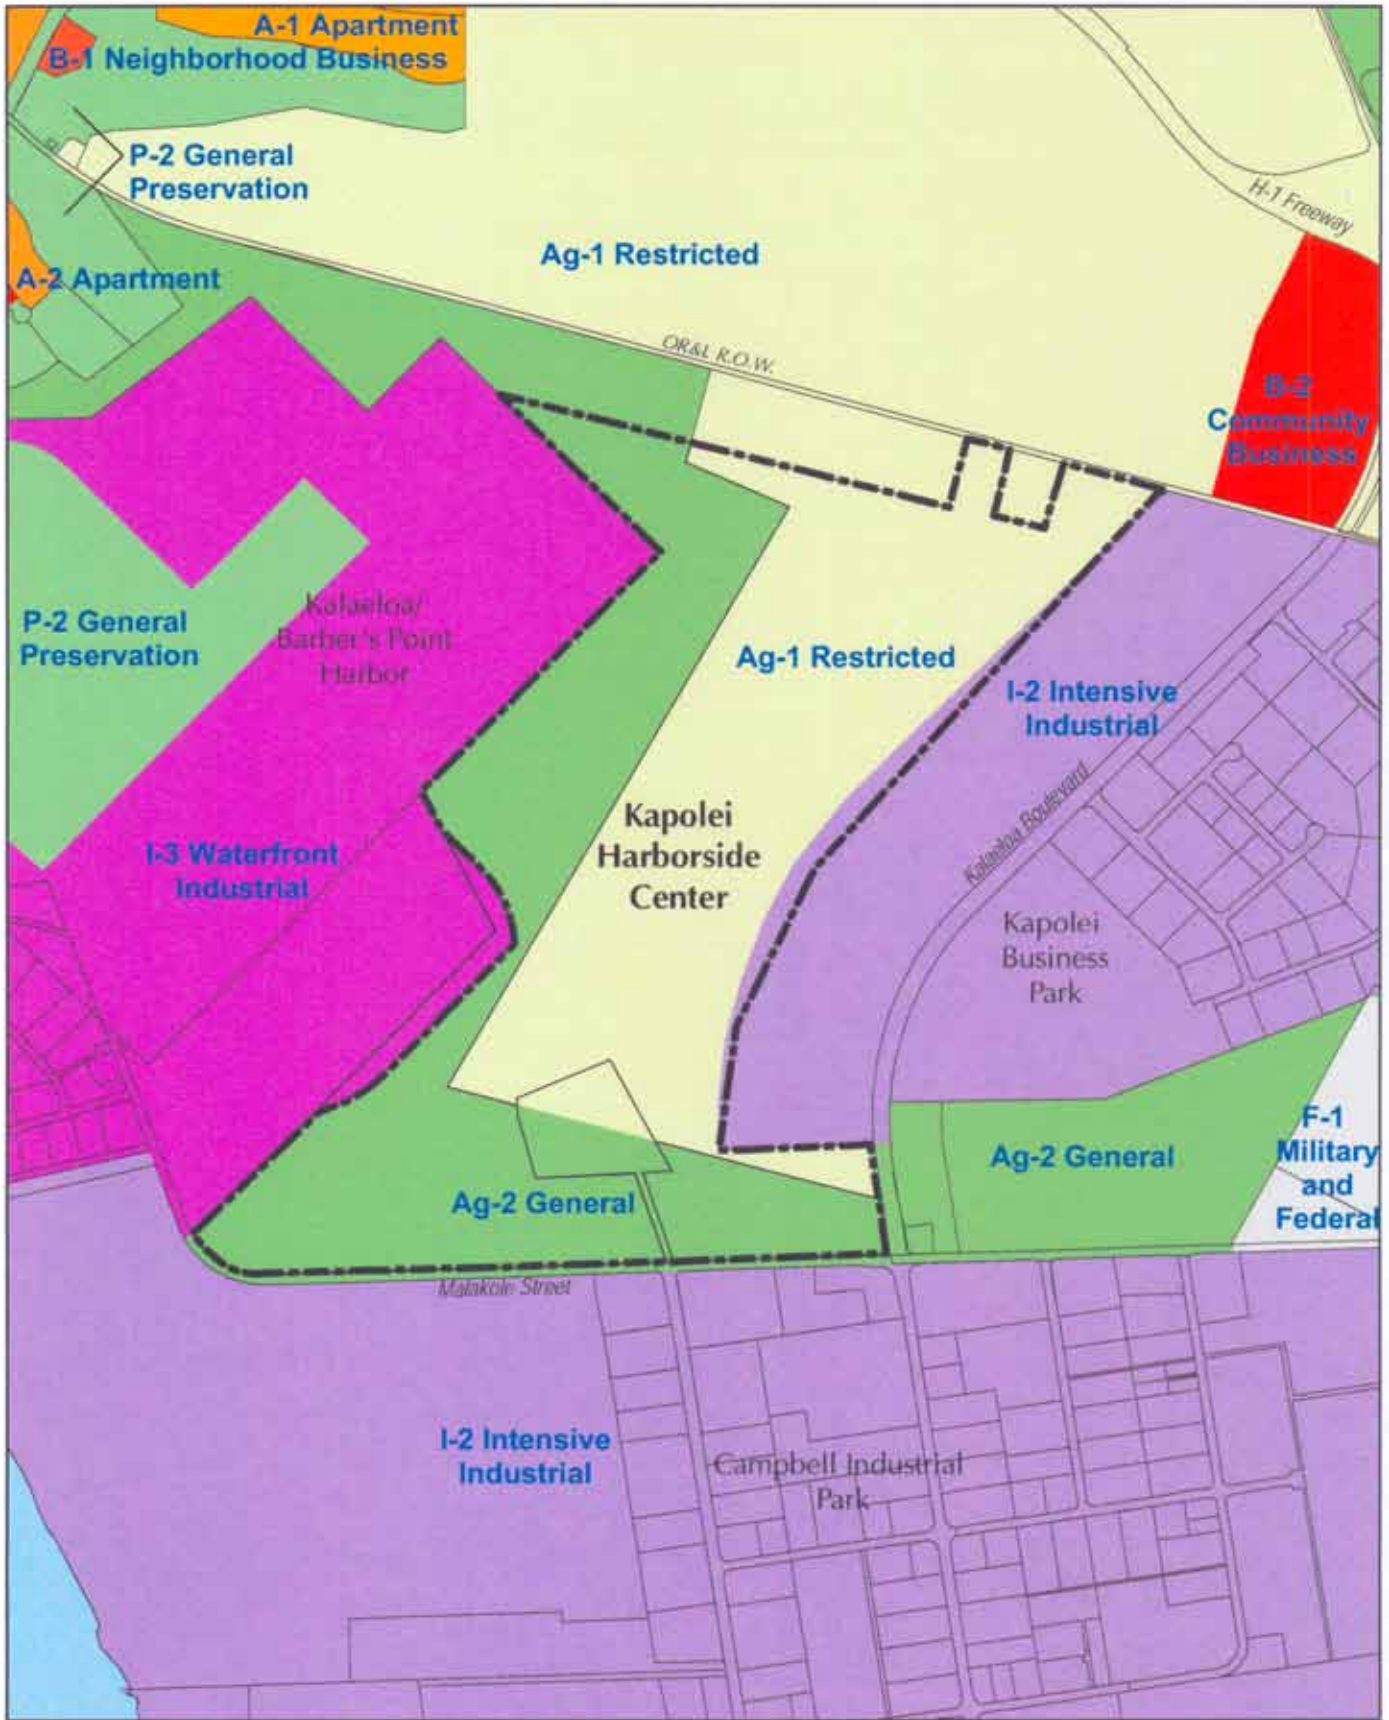 A-1 Apartment
B-1 Neighborhood Business
P-2 General
Preservation
H-1 Freeway
Ag-1 Restricted
A-2 Apartment
OR&L R.O.W.
B-2
Community
Business
Kalaeloa/
Barber's Point
Harbor
P-2 General
Preservation
Ag-1 Restricted
I-2 Intensive
Industrial
Kalaeloa Boulevard
Kapolei
Harborside
Center
I-3 Waterfront
Industrial
Kapolei
Business
Park
F-1
Military
and
Federal
Ag-2 General
Ag-2 General
Malakole Street
I-2 Intensive
Industrial
Campbell Industrial
Park